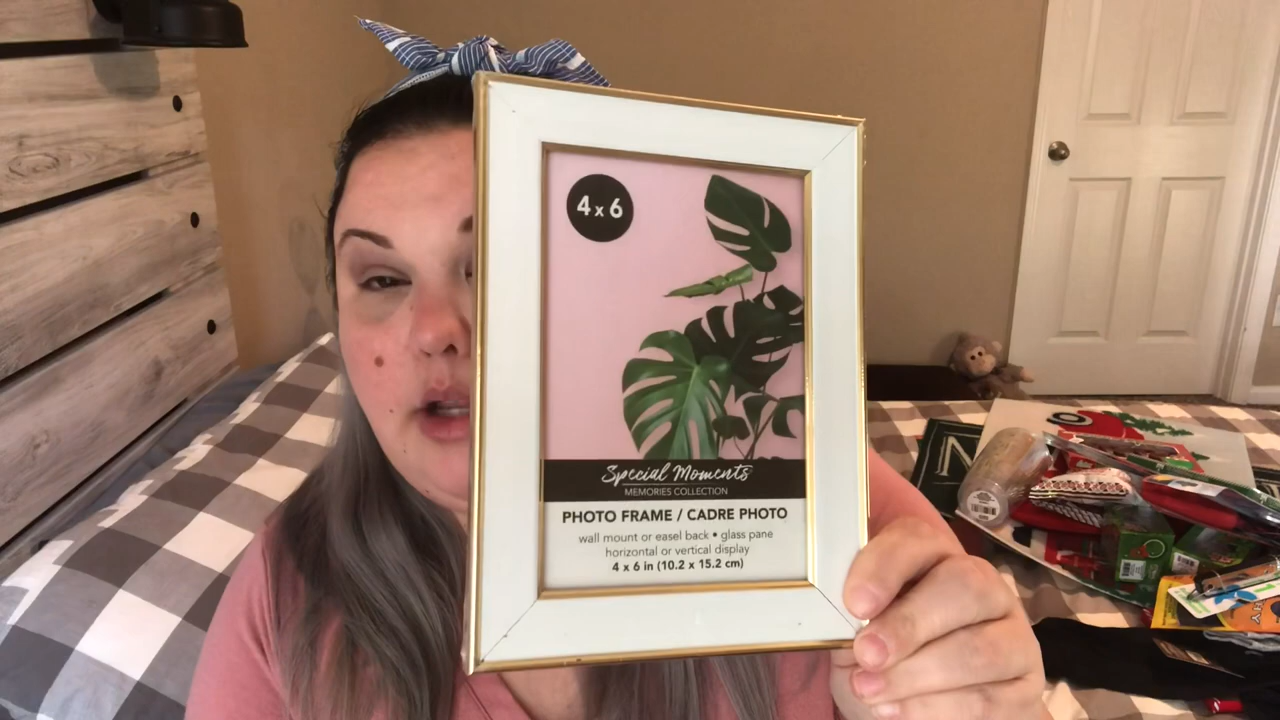 4 x 6
Special Moments
MEMORIES COLLECTION
PHOTO FRAME / CADRE PHOTO
wall mount or easel back • glass pane
horizontal or vertical display
4 x 6 in (10.2 x 15.2 cm)
N
HY